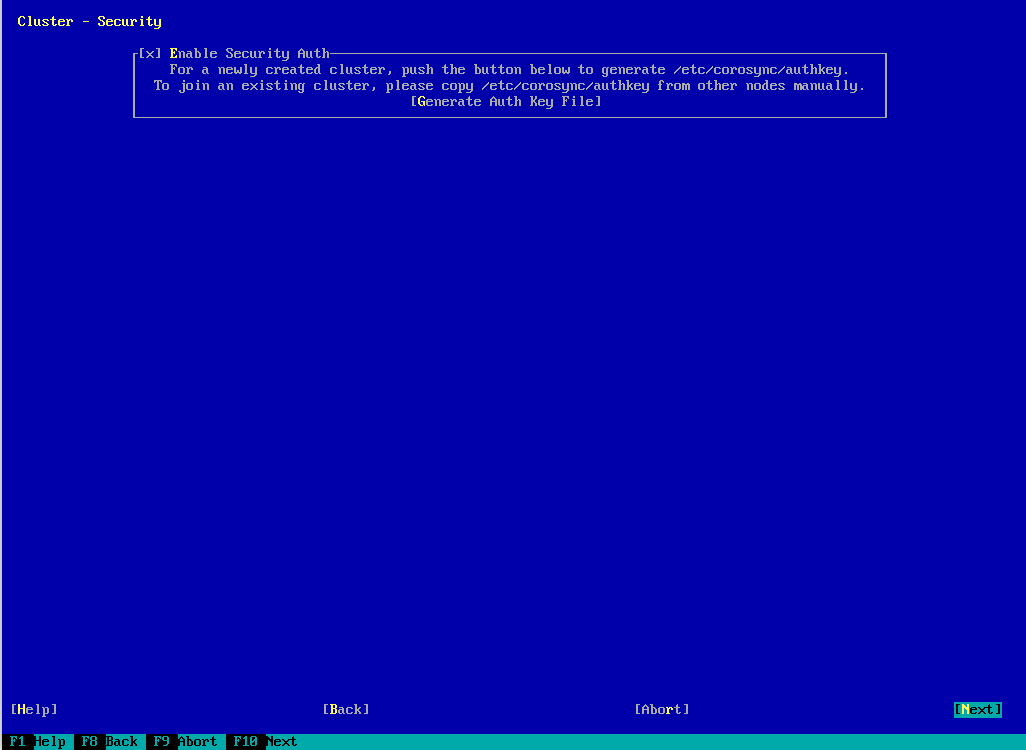 Cluster - Security
[x] Enable Security Auth
For a newly created cluster, push the button below to generate /etc/corosync/authkey.
To join an existing cluster, please copy /etc/corosync/authkey from other nodes manually.
[Generate Auth Key File]
[Help] [Back] [Abort] [Next]
F1 Help F8 Back F9 Abort F10 Next